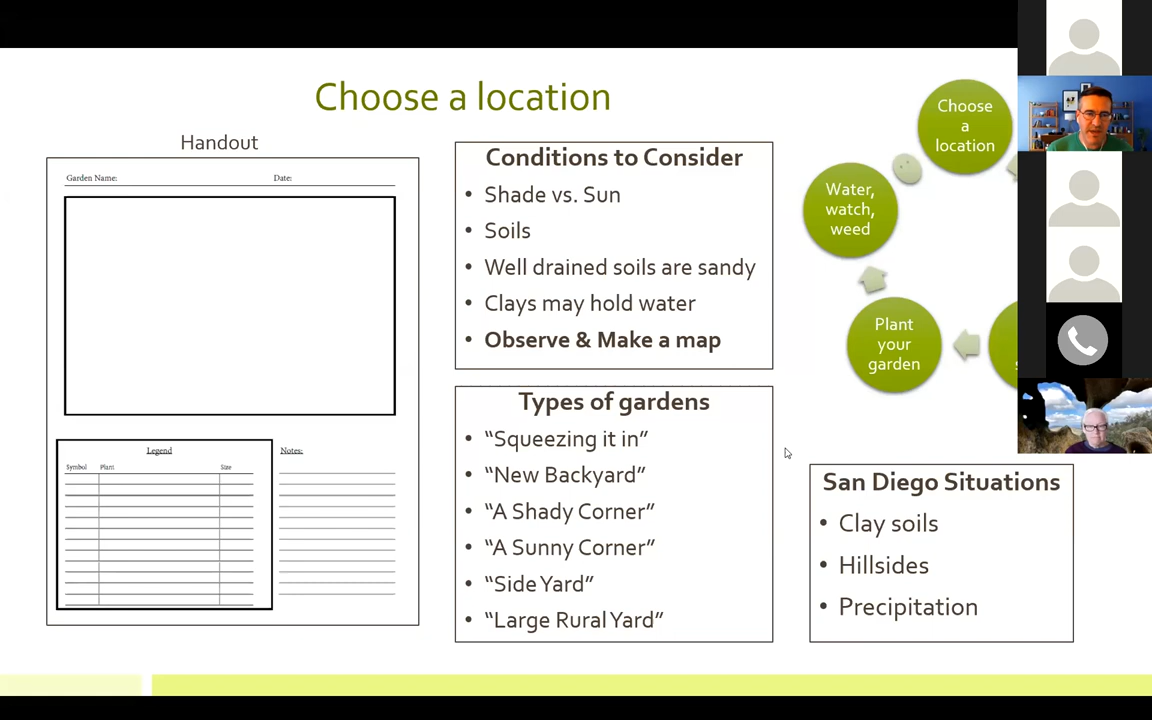 Choose a location
Handout
Garden Name:
Date:
Legend
Notes:
Symbol
Plant
Size
Conditions to Consider
• Shade vs. Sun
• Soils
• Well drained soils are sandy
• Clays may hold water
• Observe & Make a map
Types of gardens
• “Squeezing it in”
• “New Backyard”
• “A Shady Corner”
• “A Sunny Corner”
• “Side Yard”
• “Large Rural Yard”
Choose
a
location
Water,
watch,
weed
Plant
your
garden
San Diego Situations
• Clay soils
• Hillsides
• Precipitation